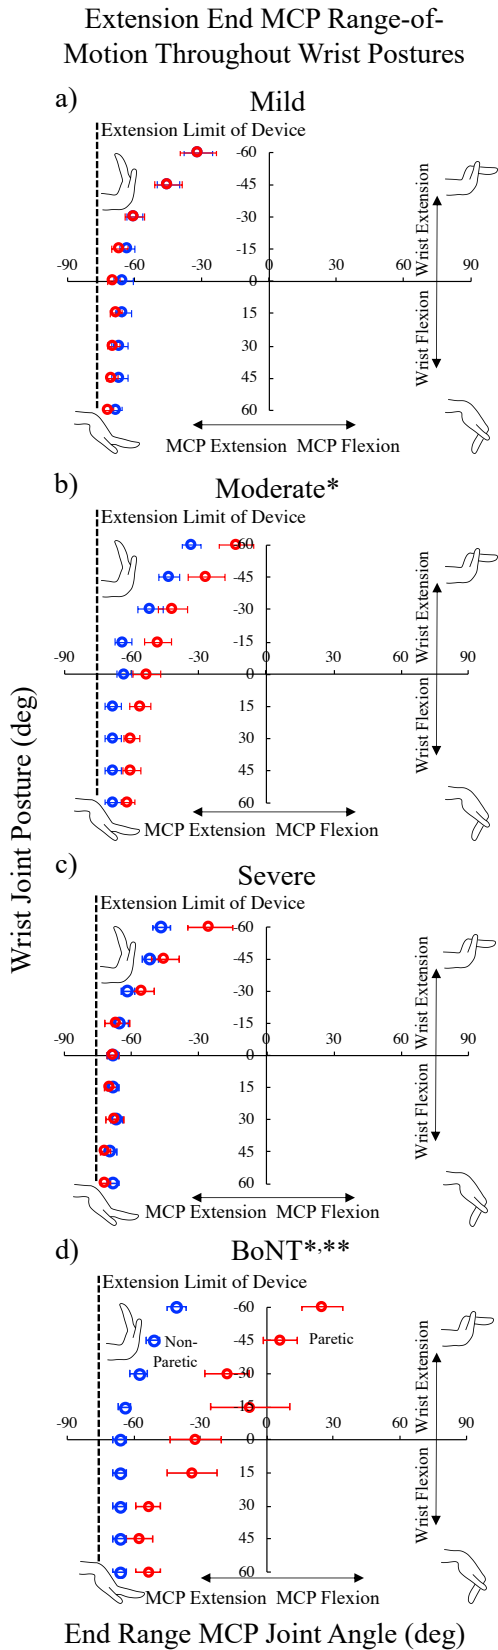 Extension End MCP Range-of-
Motion Throughout Wrist Postures
a) Mild
Extension Limit of Device
-60
-45
-30
-15
-90 -60 -30 0 30 60 90
0
15
30
45
60
Wrist Extension
Wrist Flexion
MCP Extension MCP Flexion
b) Moderate*
Extension Limit of Device
-60
-45
-30
-15
-90 -60 -30 0 30 60 90
0
15
30
45
60
Wrist Extension
Wrist Flexion
MCP Extension MCP Flexion
Wrist Joint Posture (deg)
c) Severe
Extension Limit of Device
-60
-45
-30
-15
-90 -60 -30 0 30 60 90
0
15
30
45
60
Wrist Extension
Wrist Flexion
MCP Extension MCP Flexion
d) BoNT*,**
Extension Limit of Device
-60
Non-
Paretic
Paretic
-45
-30
-15
-90 -60 -30 0 30 60 90
0
15
30
45
60
Wrist Extension
Wrist Flexion
MCP Extension MCP Flexion
End Range MCP Joint Angle (deg)